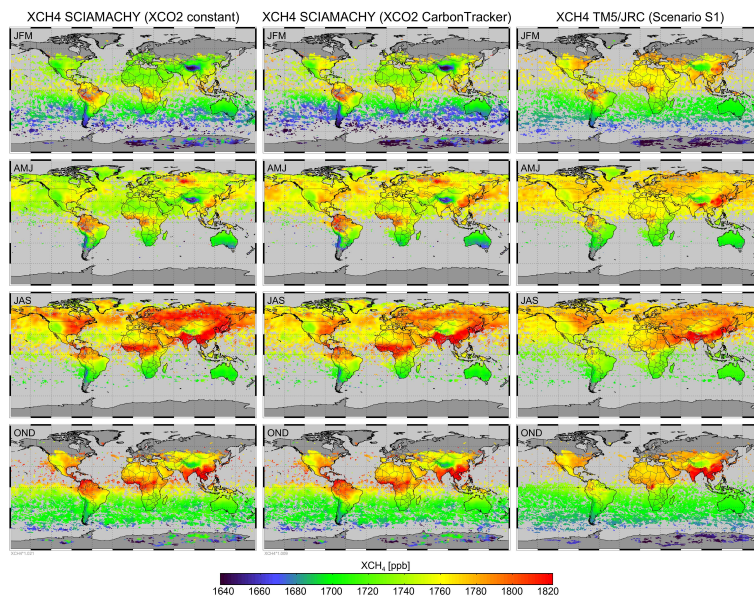 XCH4 SCIAMACHY (XCO2 constant) XCH4 SCIAMACHY (XCO2 CarbonTracker) XCH4 TM5/JRC (Scenario S1)
JFM JFM JFM
AMJ AMJ AMJ
JAS JAS JAS
OND OND OND
XCH₄ [ppb]
1640 1660 1680 1700 1720 1740 1760 1780 1800 1820